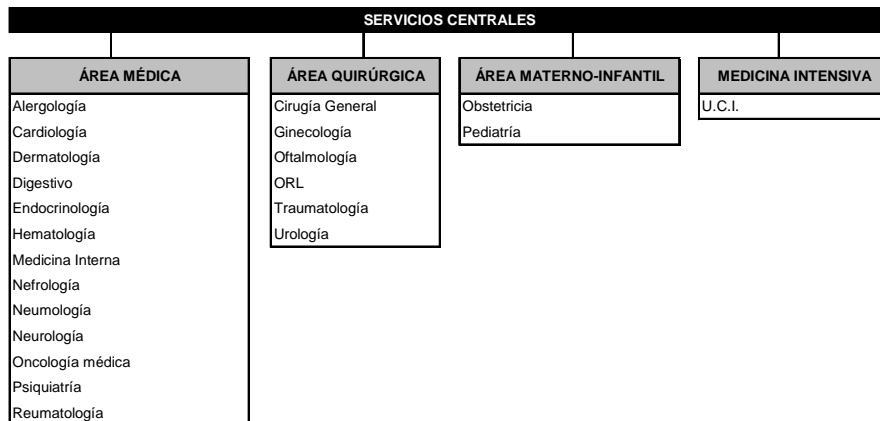 SERVICIOS CENTRALES
ÁREA MÉDICA
Alergología
Cardiología
Dermatología
Digestivo
Endocrinología
Hematología
Medicina Interna
Nefrología
Neumología
Neurología
Oncología médica
Psiquiatría
Reumatología
ÁREA QUIRÚRGICA
Cirugía General
Ginecología
Oftalmología
ORL
Traumatología
Urología
ÁREA MATERNO-INFANTIL
Obstetricia
Pediatría
MEDICINA INTENSIVA
U.C.I.